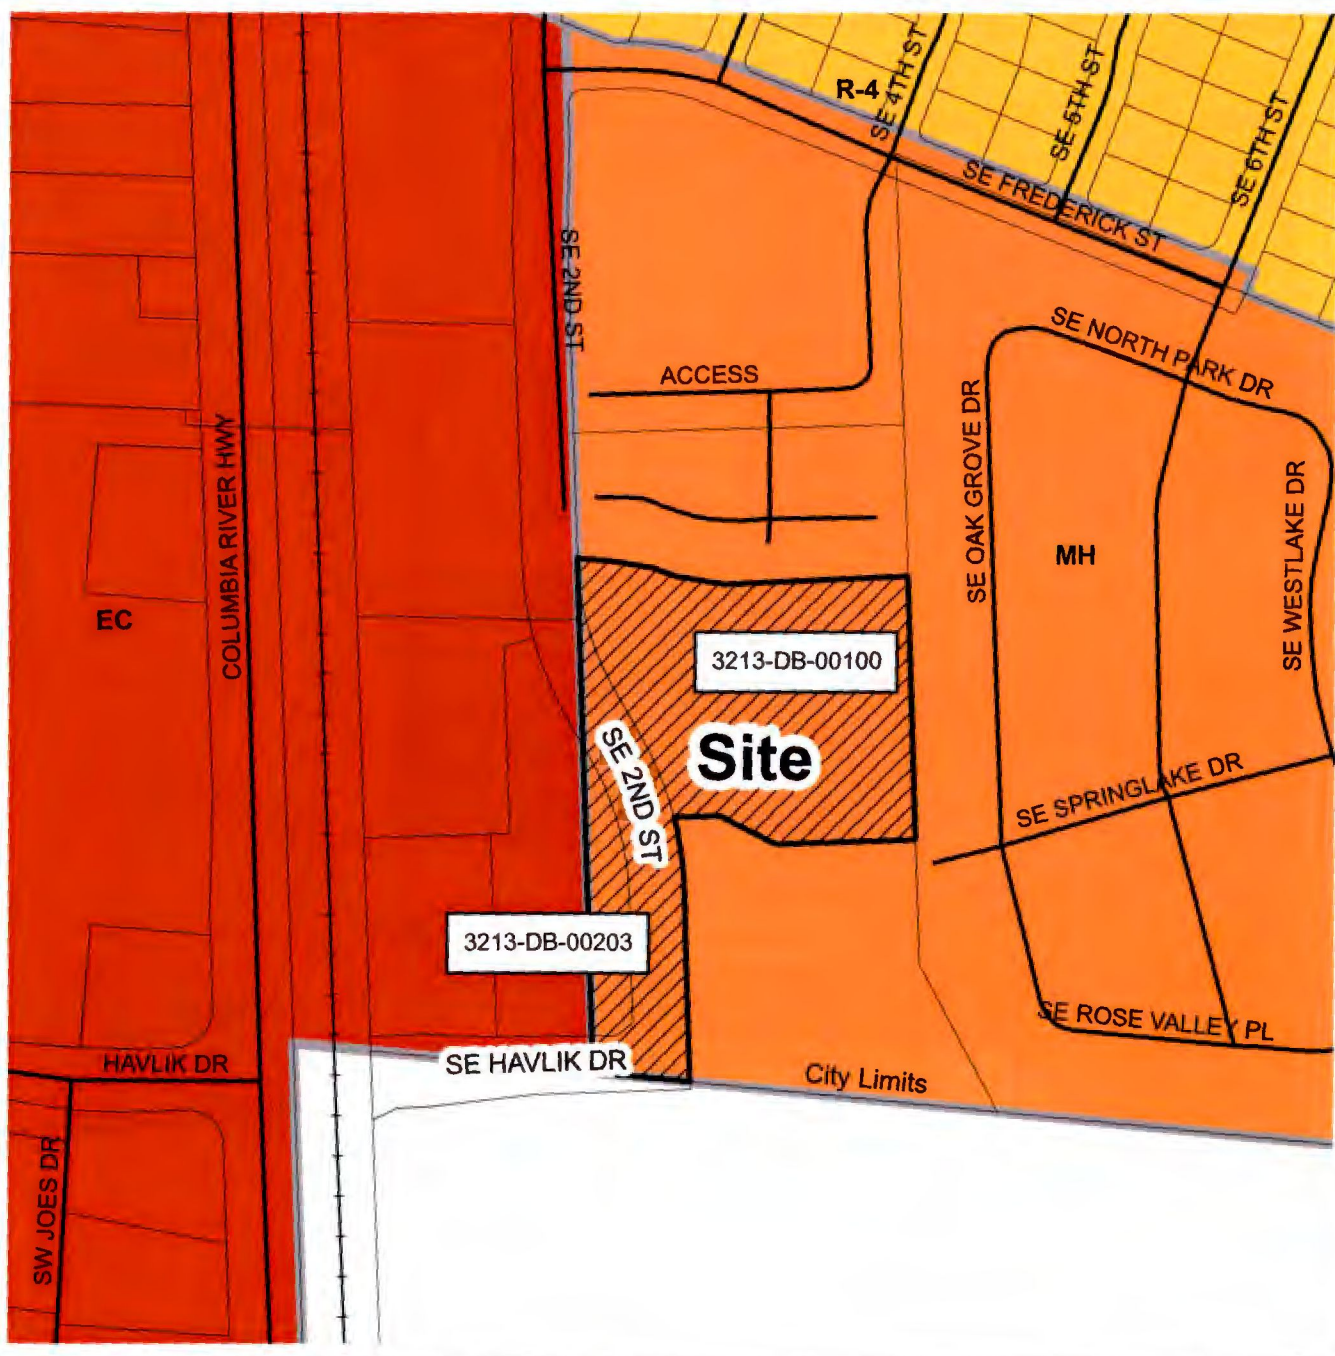 R-4
SE 4TH ST
SE 5TH ST
SE 6TH ST
SE FREDERICK ST
SE 2ND ST
SE NORTH PARK DR
ACCESS
SE OAK GROVE DR
COLUMBIA RIVER HWY
SE WESTLAKE DR
MH
EC
3213-DB-00100
Site
SE 2ND ST
SE SPRINGLAKE DR
3213-DB-00203
SE ROSE VALLEY PL
HAVLIK DR
SE HAVLIK DR
City Limits
SW JOES DR